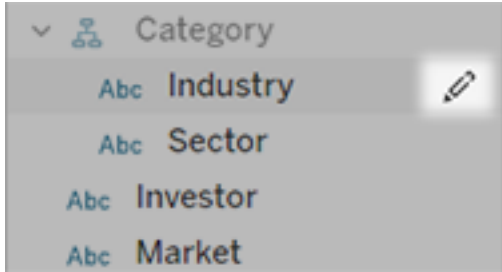 Category
Abc Industry
Abc Sector
Abc Investor
Abc Market